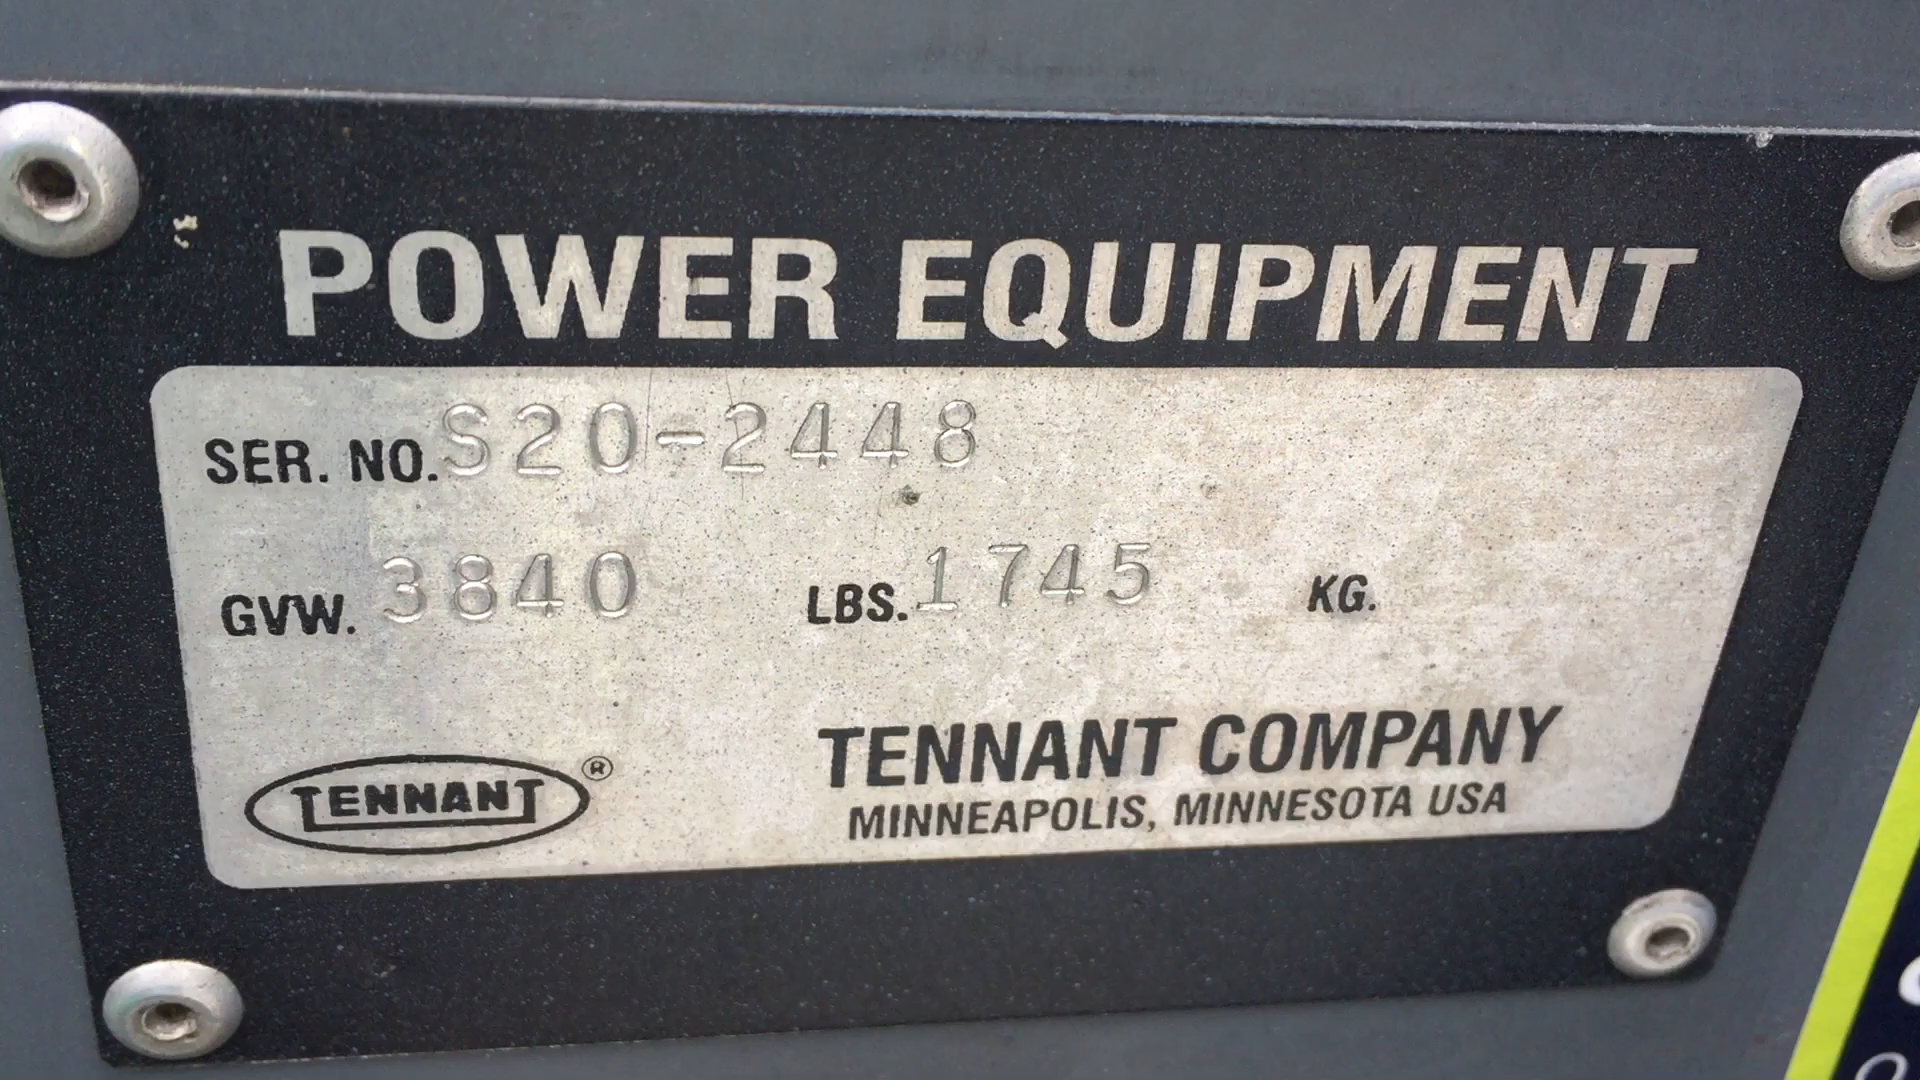 POWER EQUIPMENT
SER. NO. S20-2448
GVW. 3840 LBS. 1745 KG.
TENNANT ®
TENNANT COMPANY
MINNEAPOLIS, MINNESOTA USA